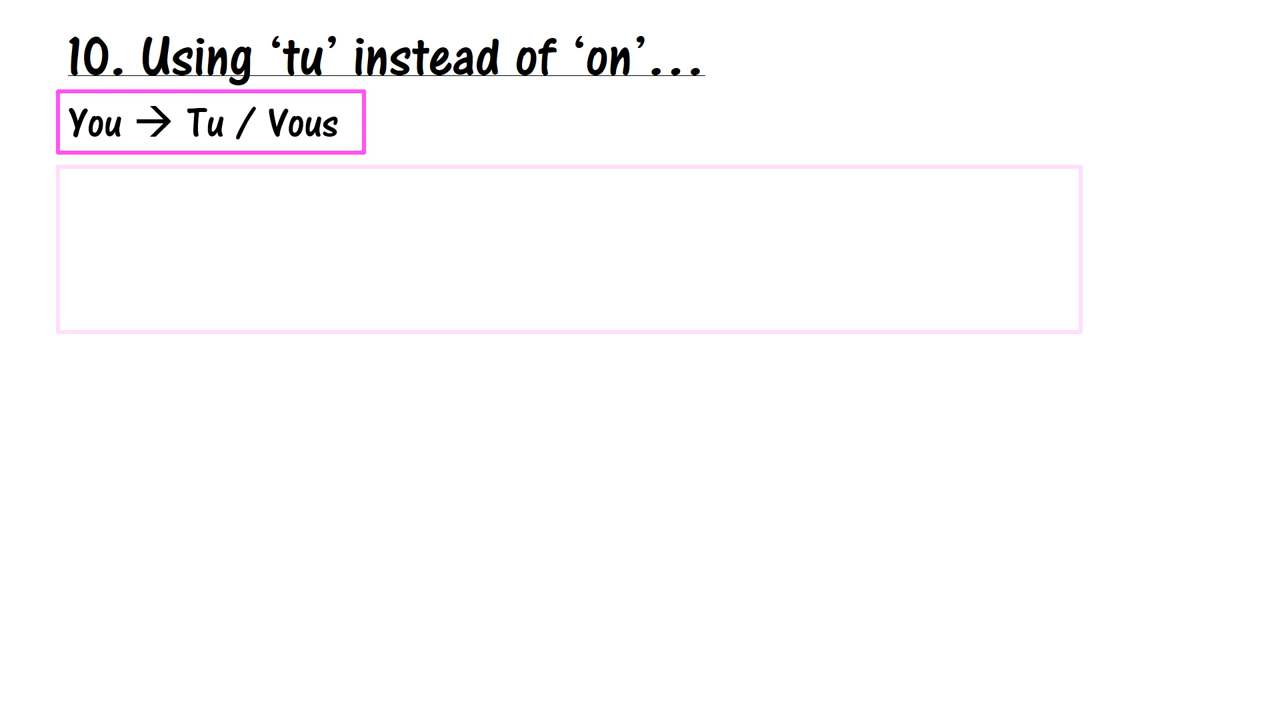 10. Using ‘tu’ instead of ‘on’...
You → Tu / Vous